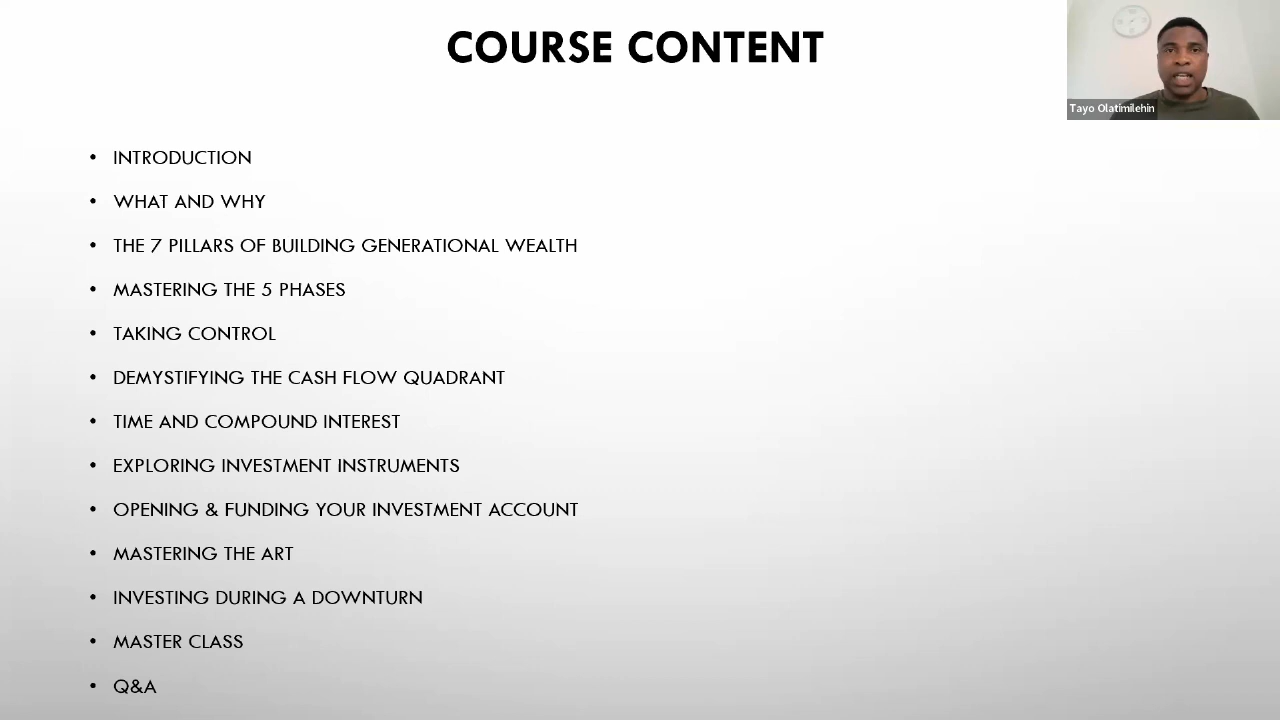 COURSE CONTENT
Tayo Olatimilehin
• INTRODUCTION
• WHAT AND WHY
• THE 7 PILLARS OF BUILDING GENERATIONAL WEALTH
• MASTERING THE 5 PHASES
• TAKING CONTROL
• DEMYSTIFYING THE CASH FLOW QUADRANT
• TIME AND COMPOUND INTEREST
• EXPLORING INVESTMENT INSTRUMENTS
• OPENING & FUNDING YOUR INVESTMENT ACCOUNT
• MASTERING THE ART
• INVESTING DURING A DOWNTURN
• MASTER CLASS
• Q&A